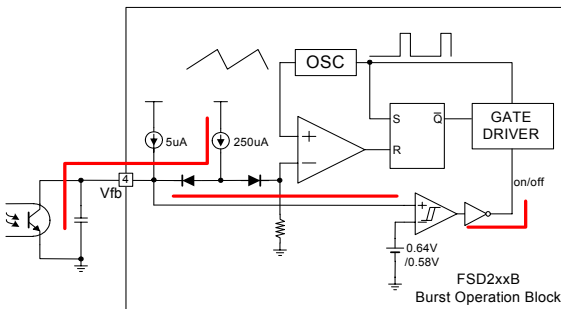 OSC
5uA
250uA
+
−
S
Q
R
GATE
DRIVER
4
Vfb
+
−
on/off
0.64V
/0.58V
FSD2xxB
Burst Operation Block